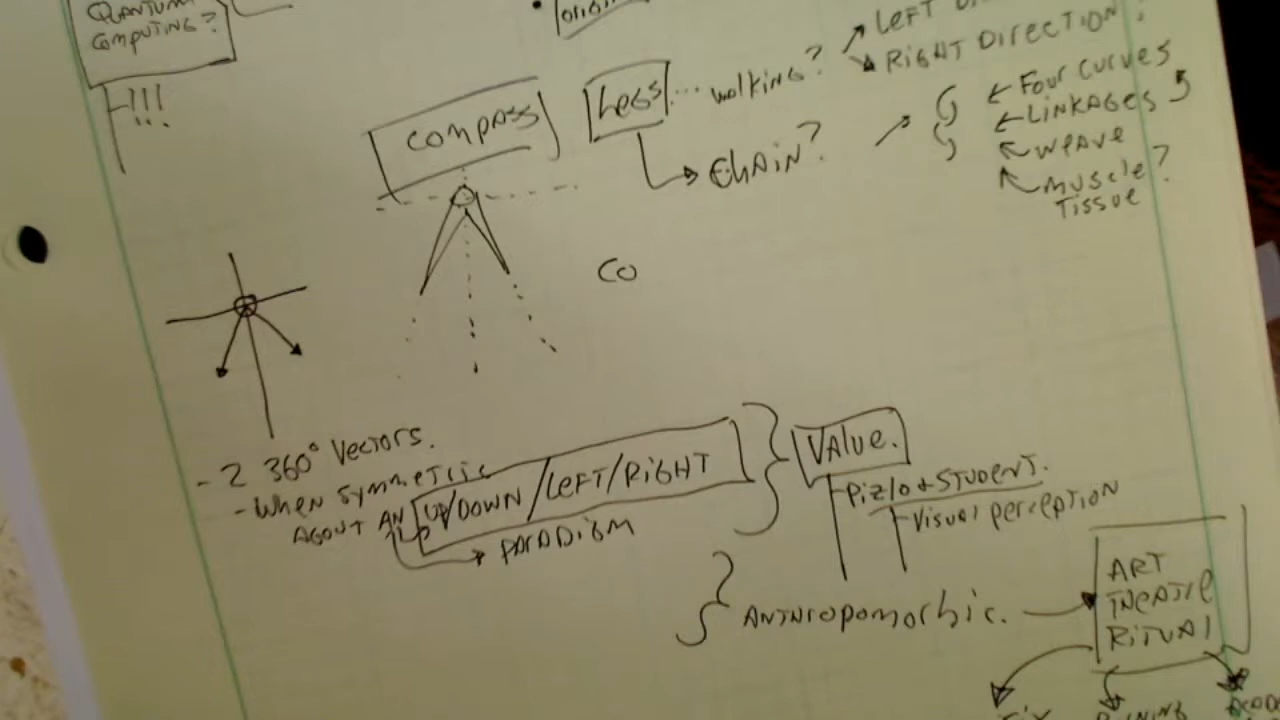 QUANTUM
COMPUTING?
!!!
origin
COMPASS
LEGS
... walking?
LEFT
RIGHT DIRECTION
CHAIN?
FOUR CURVES
LINKAGES
WEAVE
MUSCLE?
TISSUE
CO
- 2 360° VECTORS.
- WHEN SYMMETRIC
ABOUT AN UP/DOWN/LEFT/RIGHT
PARADIGM
VALUE.
Pizlo + STUDENT.
Visual perception
ANTHROPOMORPHIC.
ART
THEATRE
RITUAL